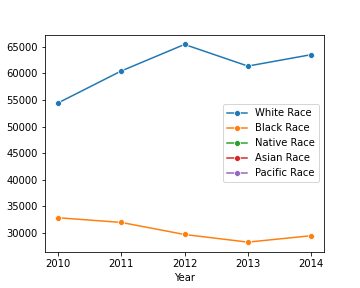 65000
60000
55000
50000
45000
40000
35000
30000
White Race
Black Race
Native Race
Asian Race
Pacific Race
2010 2011 2012 2013 2014
Year